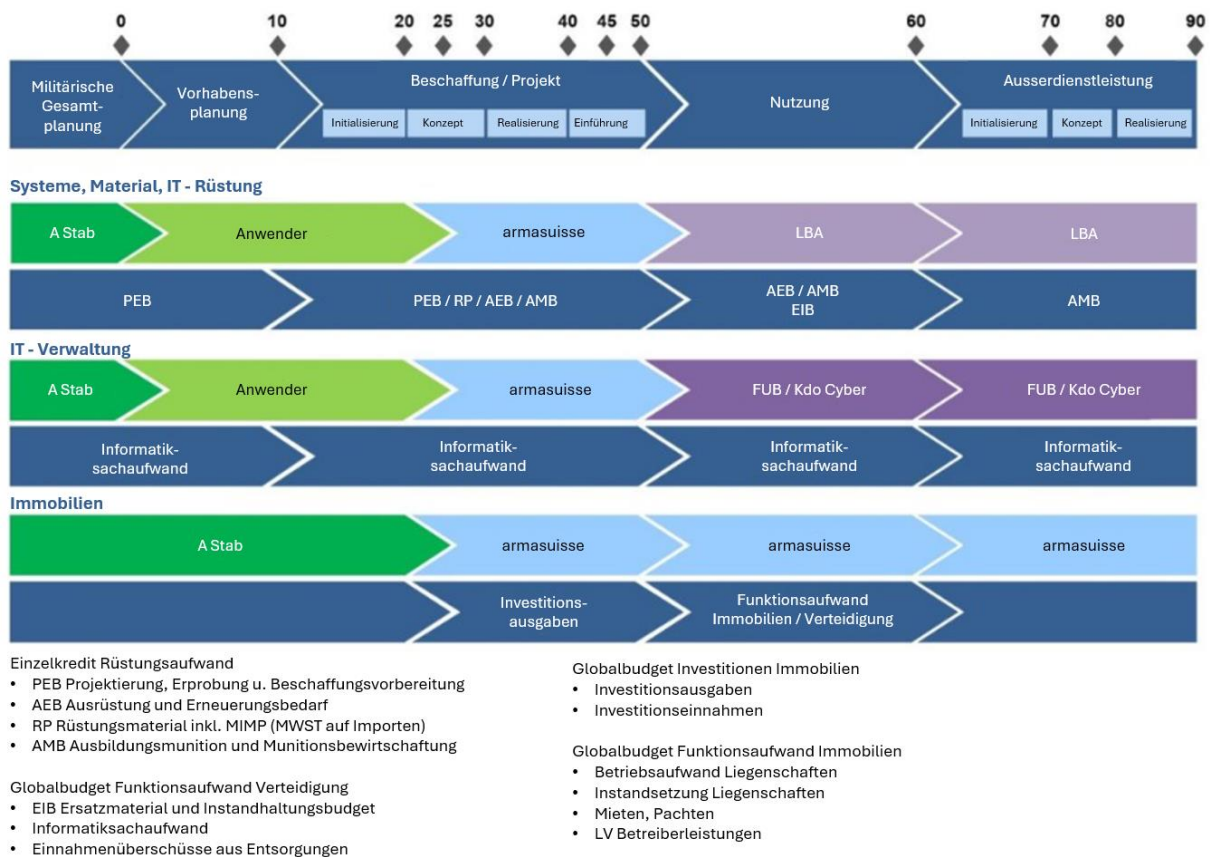 0 10 20 25 30 40 45 50 60 70 80 90
Militärische
Gesamt-
planung
Vorhabens-
planung
Beschaffung / Projekt
Initialisierung
Konzept
Realisierung
Einführung
Nutzung
Ausserdienstleistung
Initialisierung
Konzept
Realisierung
Systeme, Material, IT - Rüstung
A Stab
Anwender
armasuisse
LBA
LBA
PEB
PEB / RP / AEB / AMB
AEB / AMB
EIB
AMB
IT - Verwaltung
A Stab
Anwender
armasuisse
FUB / Kdo Cyber
FUB / Kdo Cyber
Informatik-
sachaufwand
Informatik-
sachaufwand
Informatik-
sachaufwand
Informatik-
sachaufwand
Immobilien
A Stab
armasuisse
armasuisse
armasuisse
Investitions-
ausgaben
Funktionsaufwand
Immobilien / Verteidigung
Einzelkredit Rüstungsaufwand
• PEB Projektierung, Erprobung u. Beschaffungsvorbereitung
• AEB Ausrüstung und Erneuerungsbedarf
• RP Rüstungsmaterial inkl. MIMP (MWST auf Importen)
• AMB Ausbildungsmunition und Munitionsbewirtschaftung
Globalbudget Funktionsaufwand Verteidigung
• EIB Ersatzmaterial und Instandhaltungsbudget
• Informatiksachaufwand
• Einnahmenüberschüsse aus Entsorgungen
Globalbudget Investitionen Immobilien
• Investitionsausgaben
• Investitionseinnahmen
Globalbudget Funktionsaufwand Immobilien
• Betriebsaufwand Liegenschaften
• Instandsetzung Liegenschaften
• Mieten, Pachten
• LV Betreiberleistungen